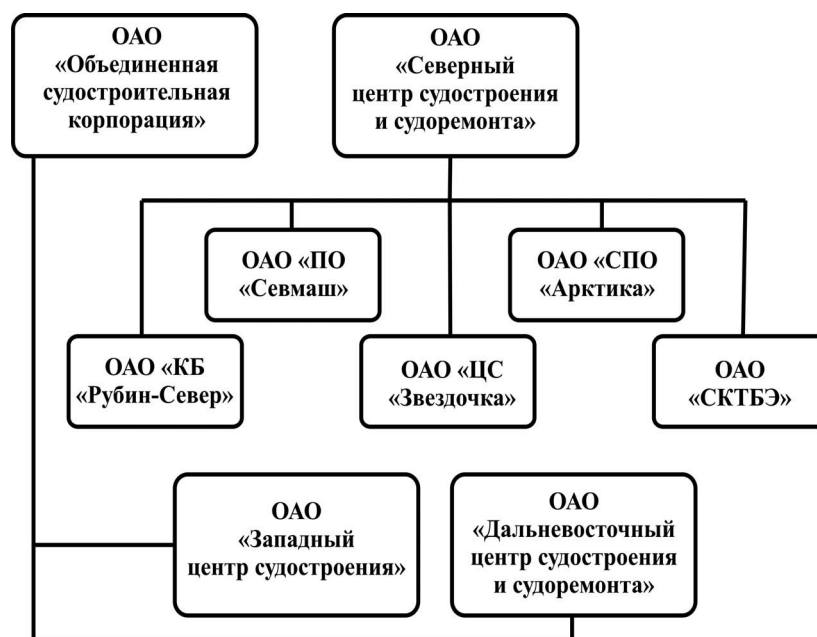 ОАО
«Объединенная
судостроительная
корпорация»
ОАО
«Северный
центр судостроения
и судоремонта»
ОАО «ПО
«Севмаш»
ОАО «СПО
«Арктика»
ОАО «КБ
«Рубин-Север»
ОАО «ЦС
«Звездочка»
ОАО
«СКТБЭ»
ОАО
«Западный
центр судостроения»
ОАО
«Дальневосточный
центр судостроения
и судоремонта»